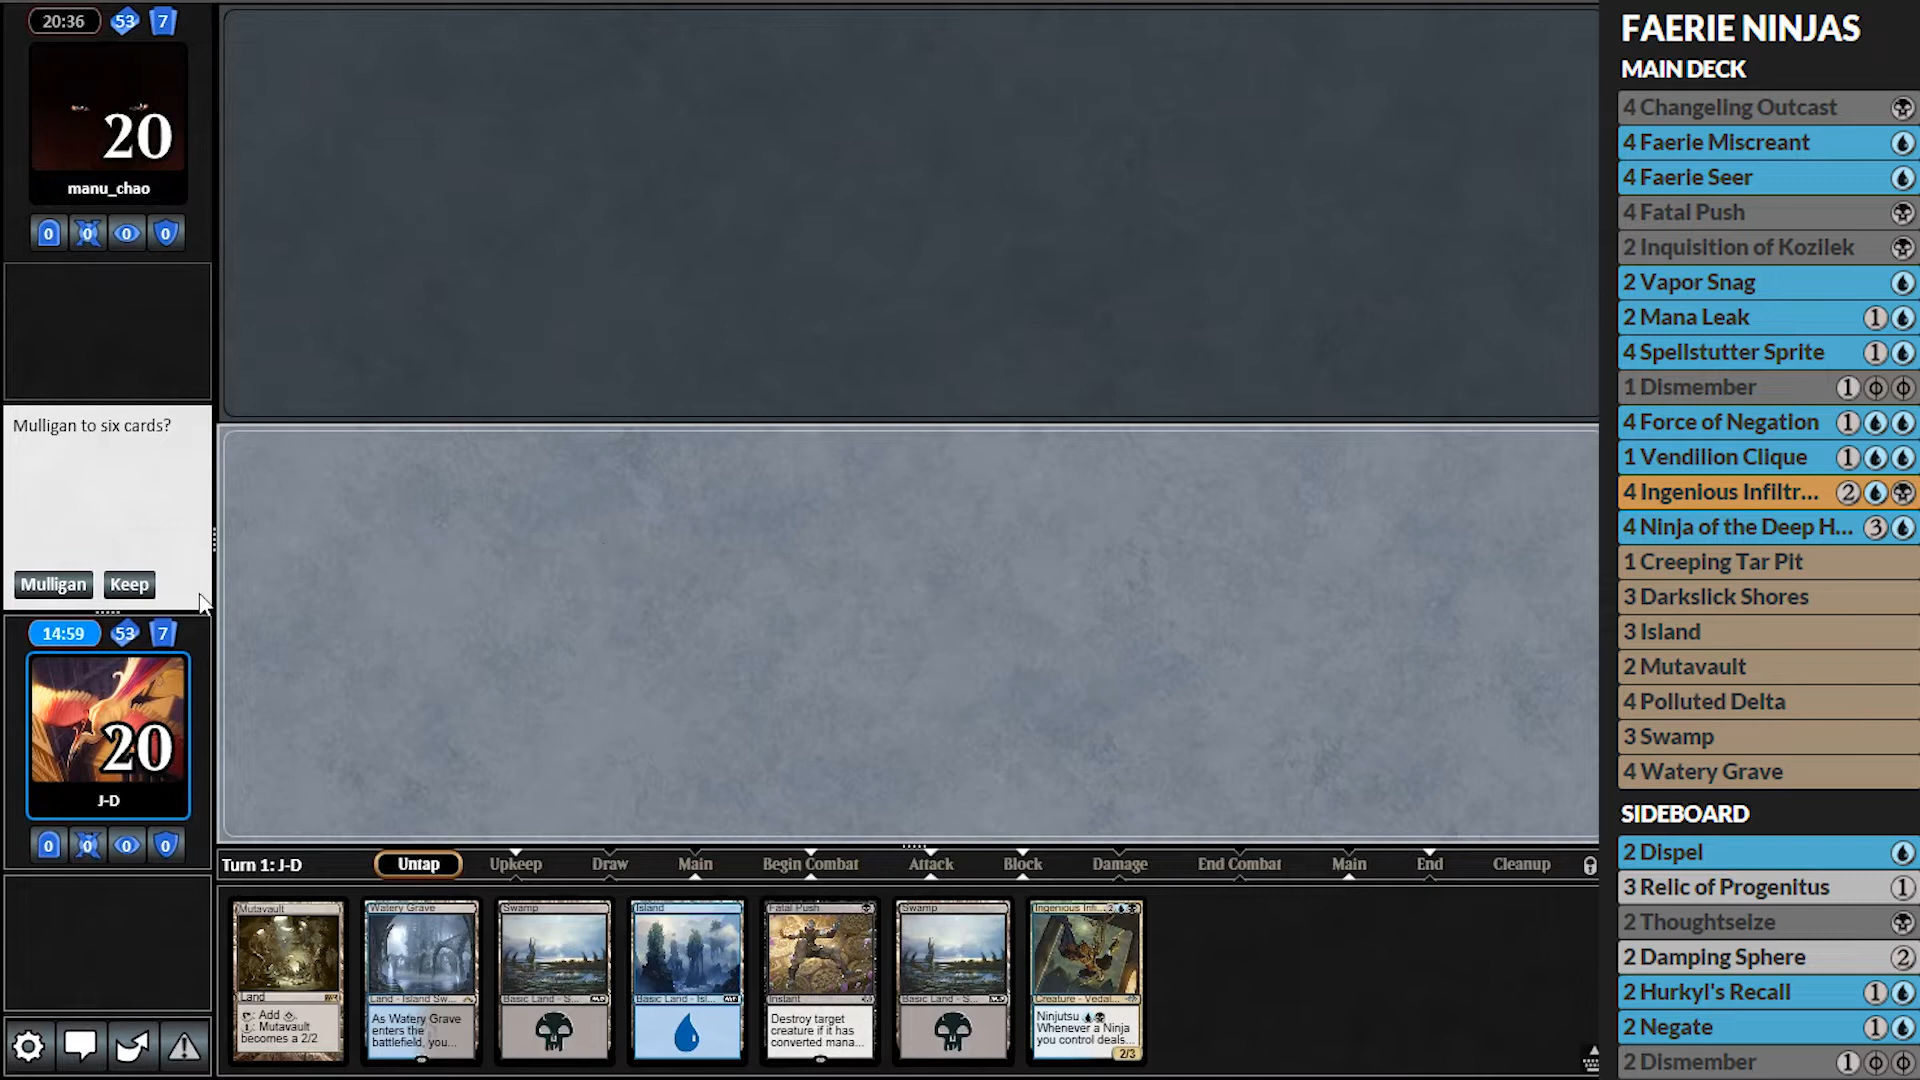 20:36 53 7
20
manu_chao
0 0 0 0
Mulligan to six cards?
Mulligan Keep
14:59 53 7
20
J-D
0 0 0 0
Turn 1: J-D Untap Upkeep Draw Main Begin Combat Attack Block Damage End Combat Main End Cleanup
Mutavault
Land
: Add .
1: Mutavault
becomes a 2/2
Watery Grave
Land - Island Sw...
As Watery Grave
enters the
battlefield, you...
Swamp
Basic Land - S...
Island
Basic Land - Isl...
Fatal Push
Instant
Destroy target
creature if it has
converted mana...
Swamp
Basic Land - S...
Ingenious Infi... 2
Creature - Vedal...
Ninjutsu
Whenever a Ninja
you control deals...
2/3
FAERIE NINJAS
MAIN DECK
4 Changeling Outcast
4 Faerie Miscreant
4 Faerie Seer
4 Fatal Push
2 Inquisition of Kozilek
2 Vapor Snag
2 Mana Leak 1
4 Spellstutter Sprite 1
1 Dismember 1
4 Force of Negation 1
1 Vendilion Clique 1
4 Ingenious Infiltr... 2
4 Ninja of the Deep H... 3
1 Creeping Tar Pit
3 Darkslick Shores
3 Island
2 Mutavault
4 Polluted Delta
3 Swamp
4 Watery Grave
SIDEBOARD
2 Dispel
3 Relic of Progenitus 1
2 Thoughtseize
2 Damping Sphere 2
2 Hurkyl's Recall 1
2 Negate 1
2 Dismember 1